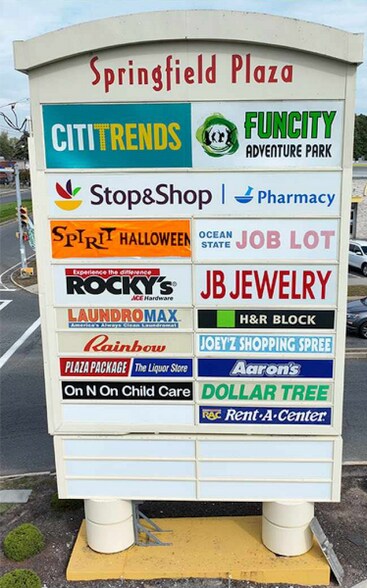 Springfield Plaza
CITITRENDS
FUNCITY
ADVENTURE PARK
Stop&Shop | Pharmacy
SPIRIT HALLOWEEN
OCEAN
STATE JOB LOT
Experience the difference
ROCKY'S®
ACE Hardware
JB JEWELRY
LAUNDROMAX
America's Always Clean Laundromat
H&R BLOCK
Rainbow
JOEY'Z SHOPPING SPREE
PLAZA PACKAGE The Liquor Store
Aaron's
On N On Child Care
DOLLAR TREE
RAC Rent-A-Center